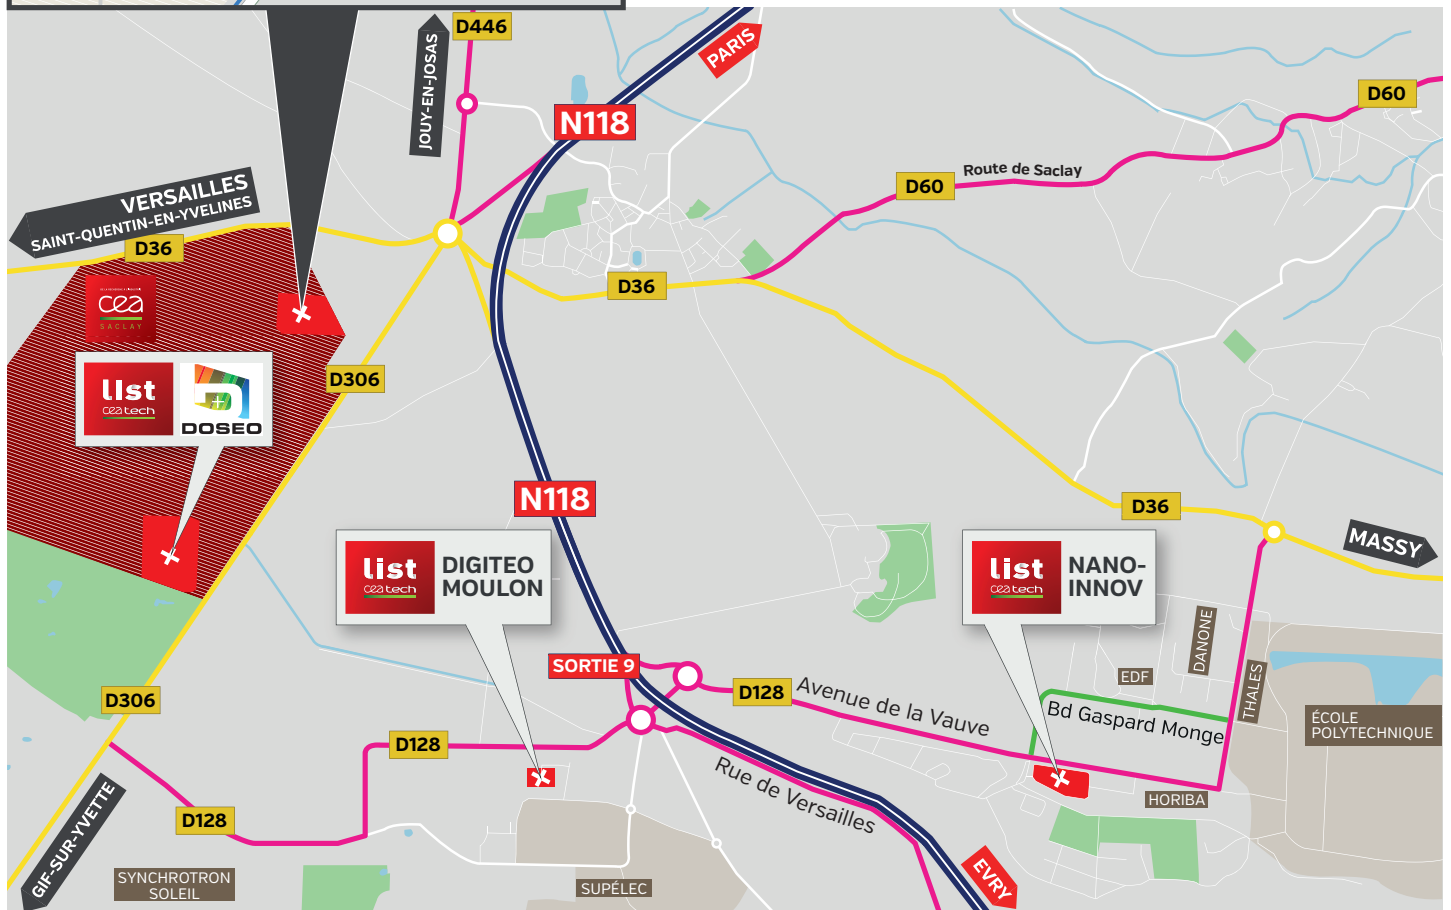 D446
JOUY-EN-JOSAS
PARIS
N118
D60
Route de Saclay
D60
VERSAILLES
SAINT-QUENTIN-EN-YVELINES
D36
cea
SACLAY
D36
D306
list
cea tech
DOSEO
N118
D36
MASSY
list
cea tech
DIGITEO
MOULON
list
cea tech
NANO-
INNOV
DANONE
EDF
THALES
SORTIE 9
D306
D128
Avenue de la Vauve
Bd Gaspard Monge
ÉCOLE
POLYTECHNIQUE
D128
Rue de Versailles
HORIBA
D128
GIF-SUR-YVETTE
SYNCHROTRON
SOLEIL
SUPÉLEC
EVRY